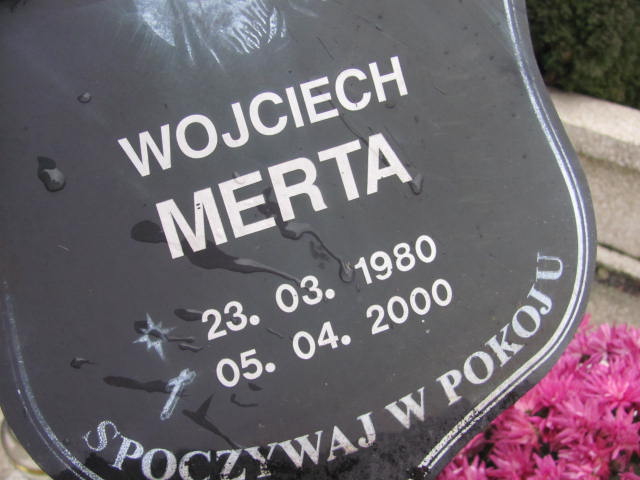 WOJCIECH
MERTA
23. 03. 1980
05. 04. 2000
SPOCZYWAJ W POKOJU